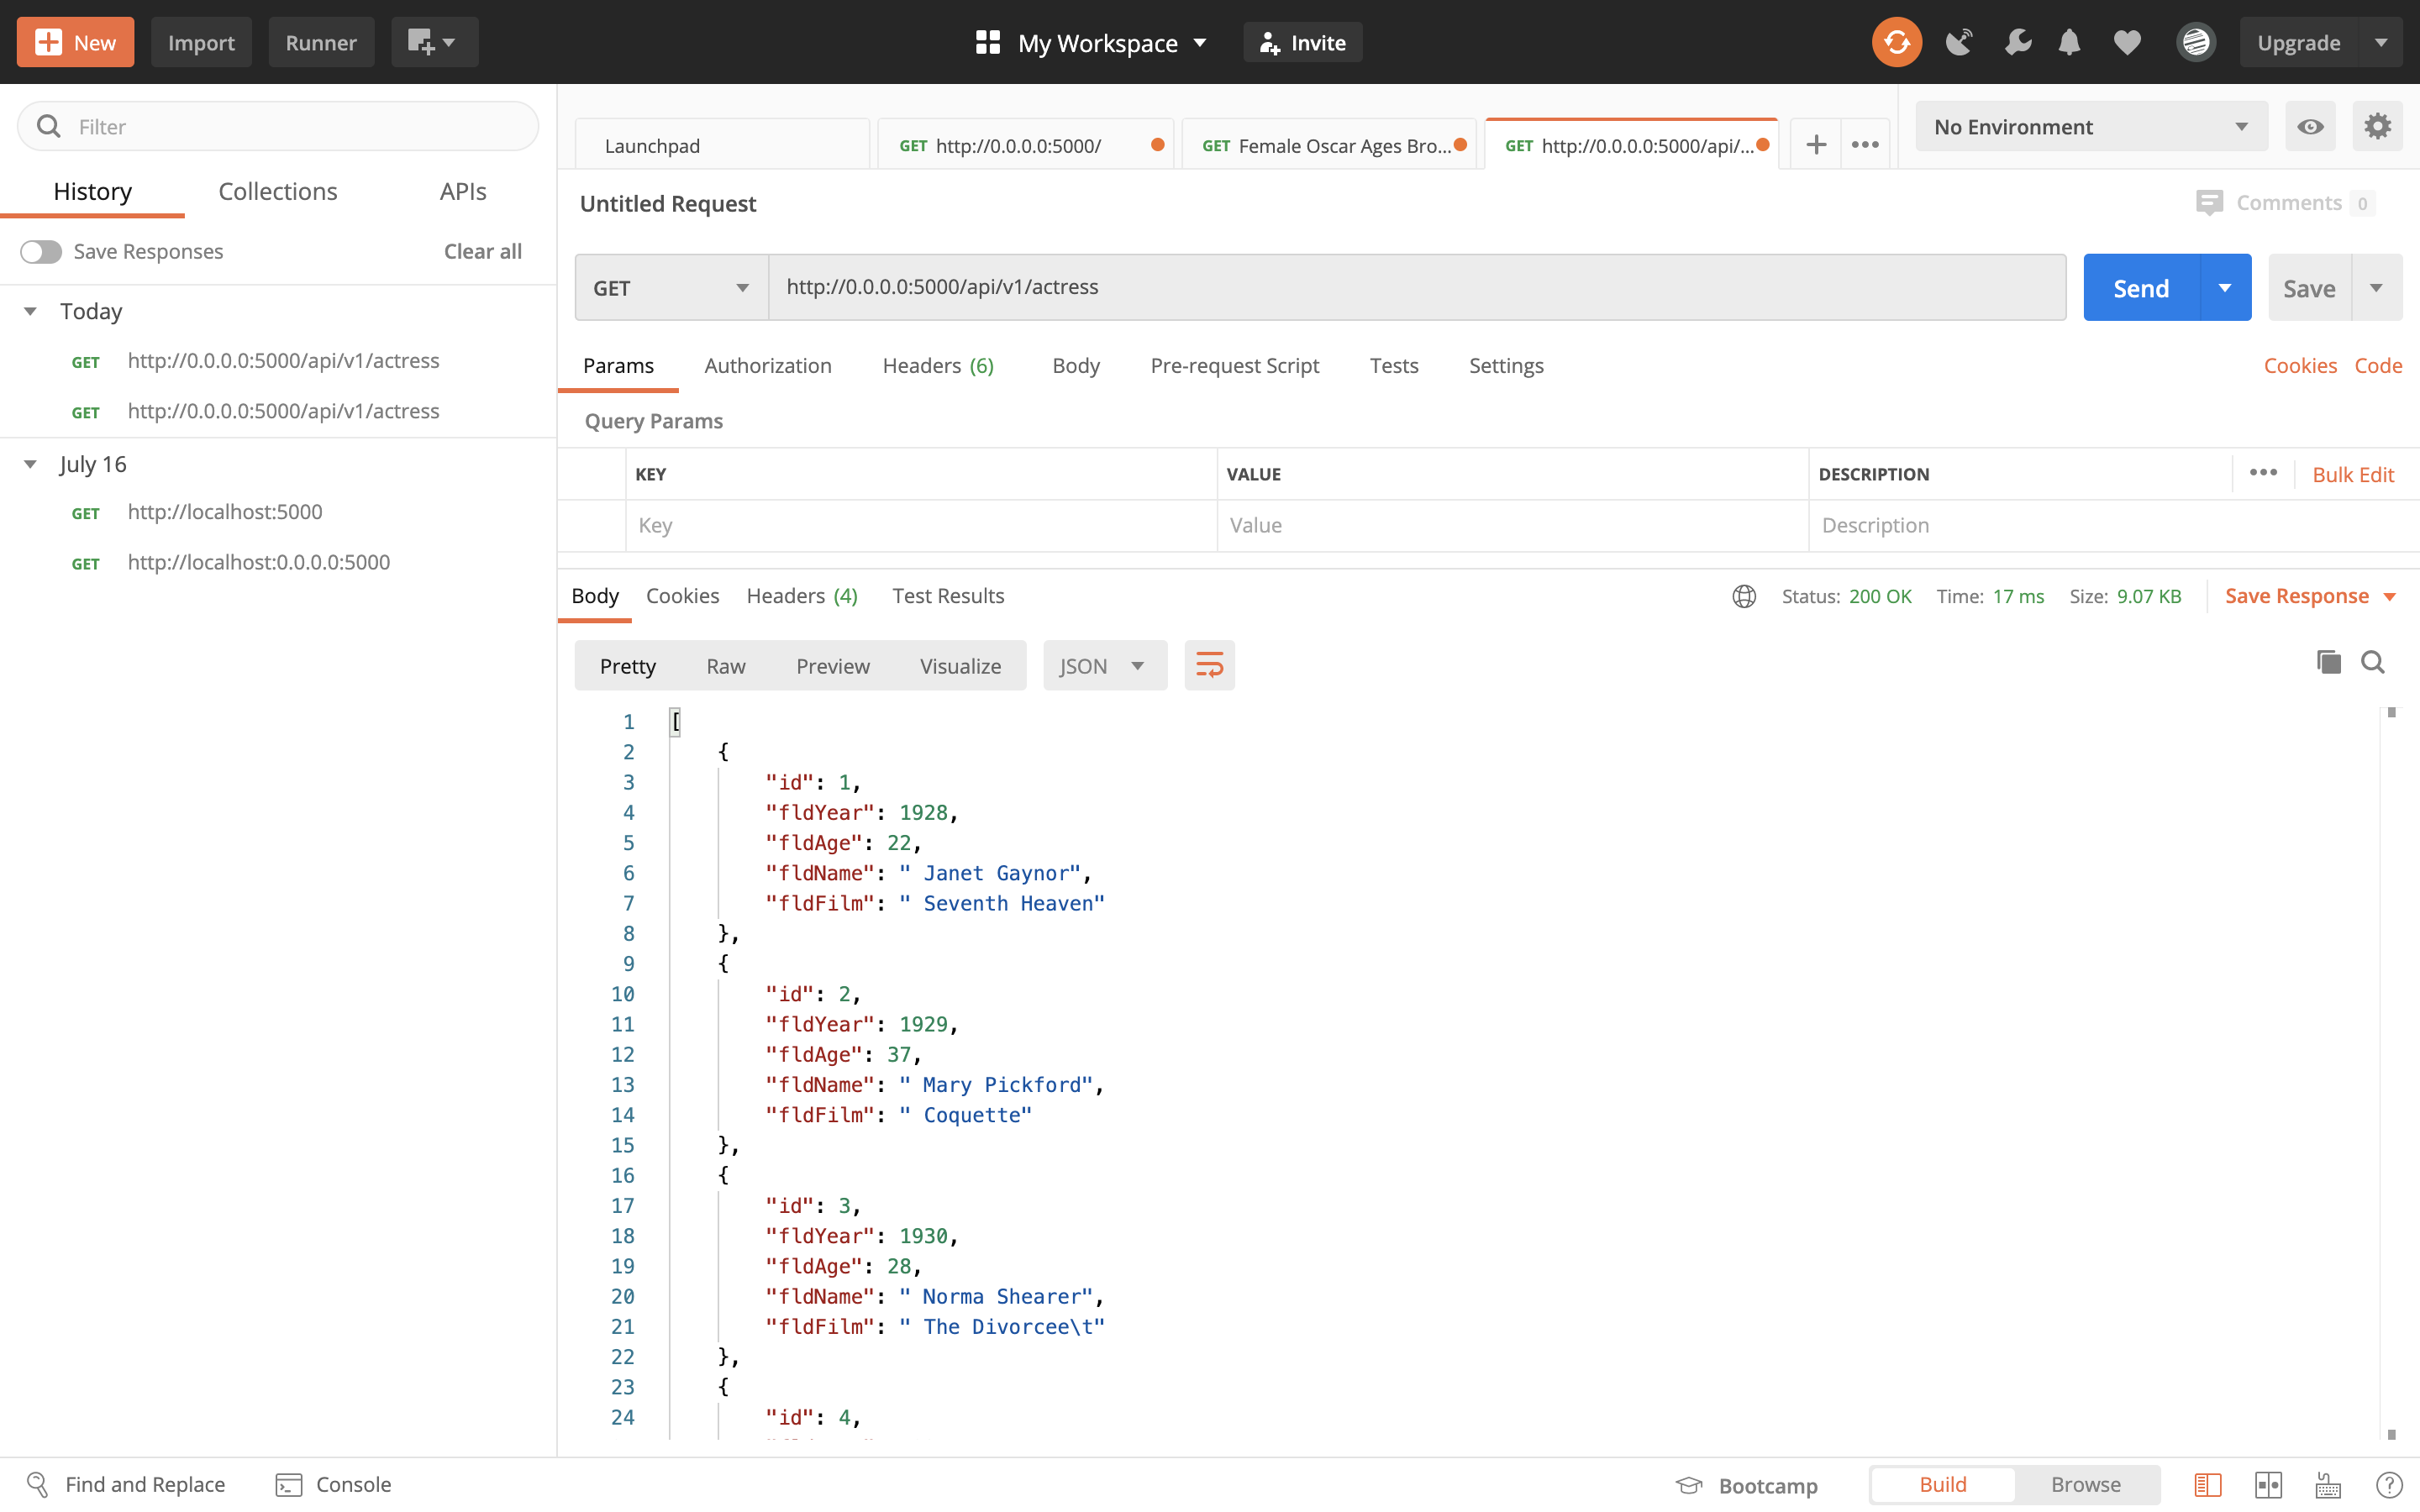 New Import Runner My Workspace Invite Upgrade
Filter
Launchpad GET http://0.0.0.0:5000/ GET Female Oscar Ages Bro... GET http://0.0.0.0:5000/api/... No Environment
History Collections APIs
Untitled Request Comments 0
Save Responses Clear all
GET http://0.0.0.0:5000/api/v1/actress Send Save
Today
GET http://0.0.0.0:5000/api/v1/actress
GET http://0.0.0.0:5000/api/v1/actress
July 16
GET http://localhost:5000
GET http://localhost:0.0.0.0:5000
Params Authorization Headers (6) Body Pre-request Script Tests Settings Cookies Code
Query Params
KEY VALUE DESCRIPTION Bulk Edit
Key Value Description
Body Cookies Headers (4) Test Results Status: 200 OK Time: 17 ms Size: 9.07 KB Save Response
Pretty Raw Preview Visualize JSON
1 [
2 {
3 "id": 1,
4 "fldYear": 1928,
5 "fldAge": 22,
6 "fldName": " Janet Gaynor",
7 "fldFilm": " Seventh Heaven"
8 },
9 {
10 "id": 2,
11 "fldYear": 1929,
12 "fldAge": 37,
13 "fldName": " Mary Pickford",
14 "fldFilm": " Coquette"
15 },
16 {
17 "id": 3,
18 "fldYear": 1930,
19 "fldAge": 28,
20 "fldName": " Norma Shearer",
21 "fldFilm": " The Divorcee\t"
22 },
23 {
24 "id": 4,
Find and Replace Console Bootcamp Build Browse